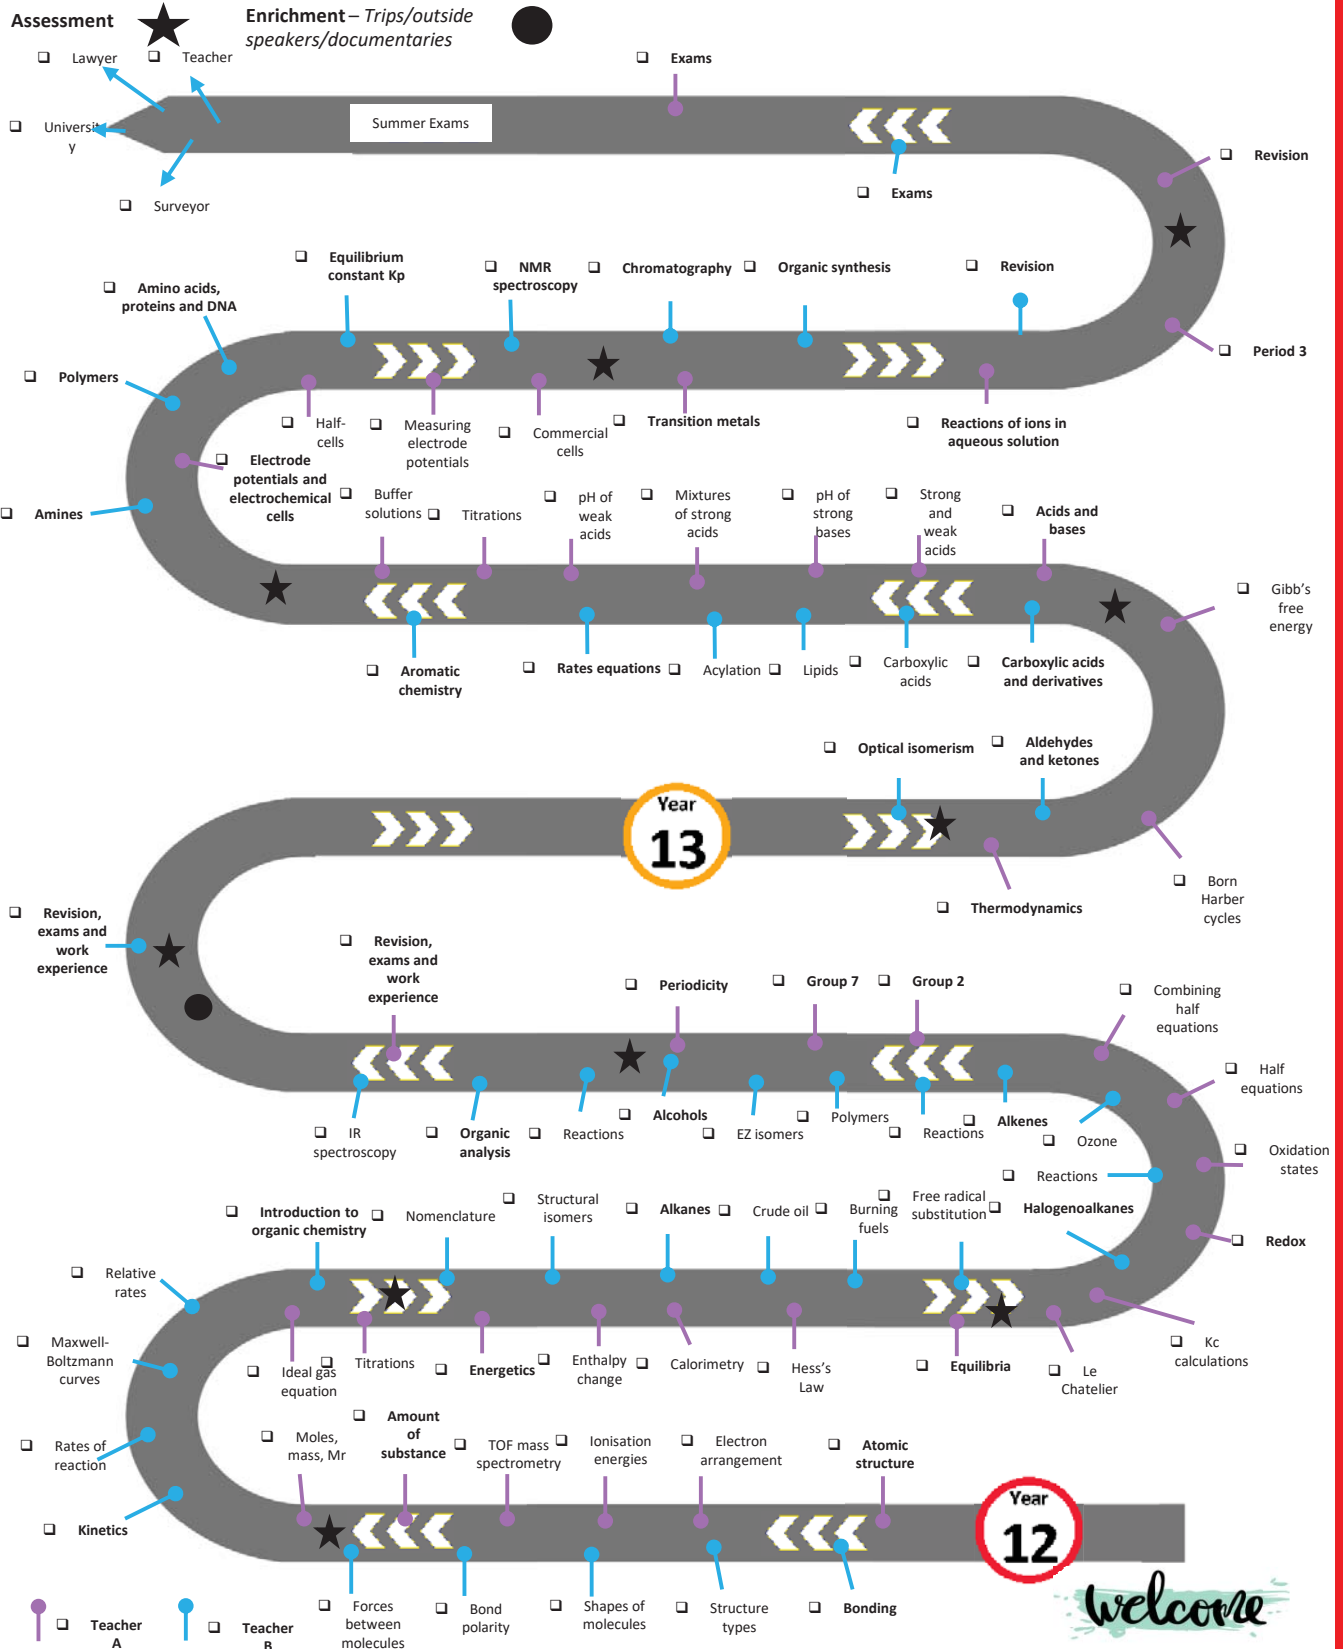 Assessment
Enrichment – Trips/outside
speakers/documentaries
Lawyer
Teacher
Universit
y
Surveyor
Summer Exams
Exams
Exams
Revision
Period 3
Revision
Organic synthesis
Chromatography
NMR
spectroscopy
Equilibrium
constant Kp
Amino acids,
proteins and DNA
Polymers
Amines
Half-
cells
Measuring
electrode
potentials
Commercial
cells
Transition metals
Reactions of ions in
aqueous solution
Electrode
potentials and
electrochemical
cells
Buffer
solutions
Titrations
pH of
weak
acids
Mixtures
of strong
acids
pH of
strong
bases
Strong
and
weak
acids
Acids and
bases
Gibb’s
free
energy
Aromatic
chemistry
Rates equations
Acylation
Lipids
Carboxylic
acids
Carboxylic acids
and derivatives
Optical isomerism
Aldehydes
and ketones
Year
13
Thermodynamics
Born
Harber
cycles
Revision,
exams and
work
experience
Revision,
exams and
work
experience
Periodicity
Group 7
Group 2
Combining
half
equations
Half
equations
Oxidation
states
Redox
IR
spectroscopy
Organic
analysis
Reactions
Alcohols
EZ isomers
Polymers
Reactions
Alkenes
Ozone
Reactions
Halogenoalkanes
Introduction to
organic chemistry
Nomenclature
Structural
isomers
Alkanes
Crude oil
Burning
fuels
Free radical
substitution
Relative
rates
Maxwell-
Boltzmann
curves
Rates of
reaction
Kinetics
Ideal gas
equation
Titrations
Energetics
Enthalpy
change
Calorimetry
Hess’s
Law
Equilibria
Le
Chatelier
Kc
calculations
Moles,
mass, Mr
Amount
of
substance
TOF mass
spectrometry
Ionisation
energies
Electron
arrangement
Atomic
structure
Year
12
welcome
Forces
between
molecules
Bond
polarity
Shapes of
molecules
Structure
types
Bonding
Teacher
A
Teacher
B